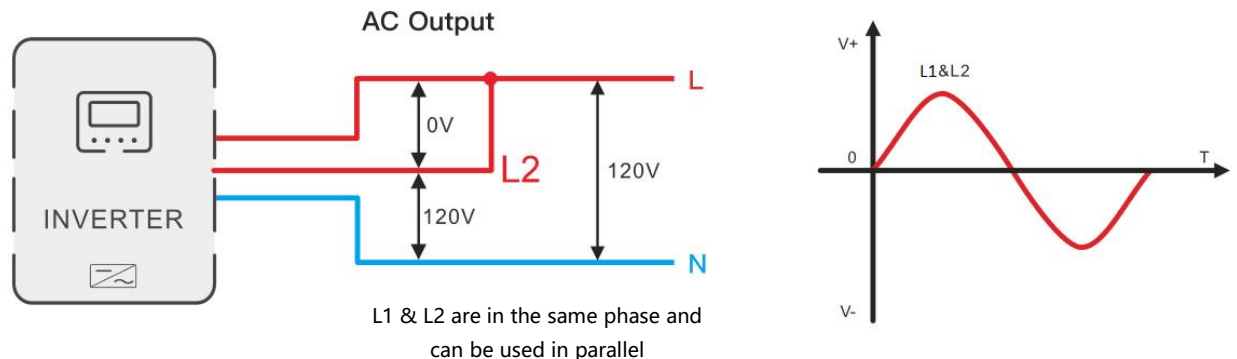 AC Output
INVERTER
L
0V
L2
120V
120V
N
L1 & L2 are in the same phase and
can be used in parallel
V+
L1&L2
0
T
V-